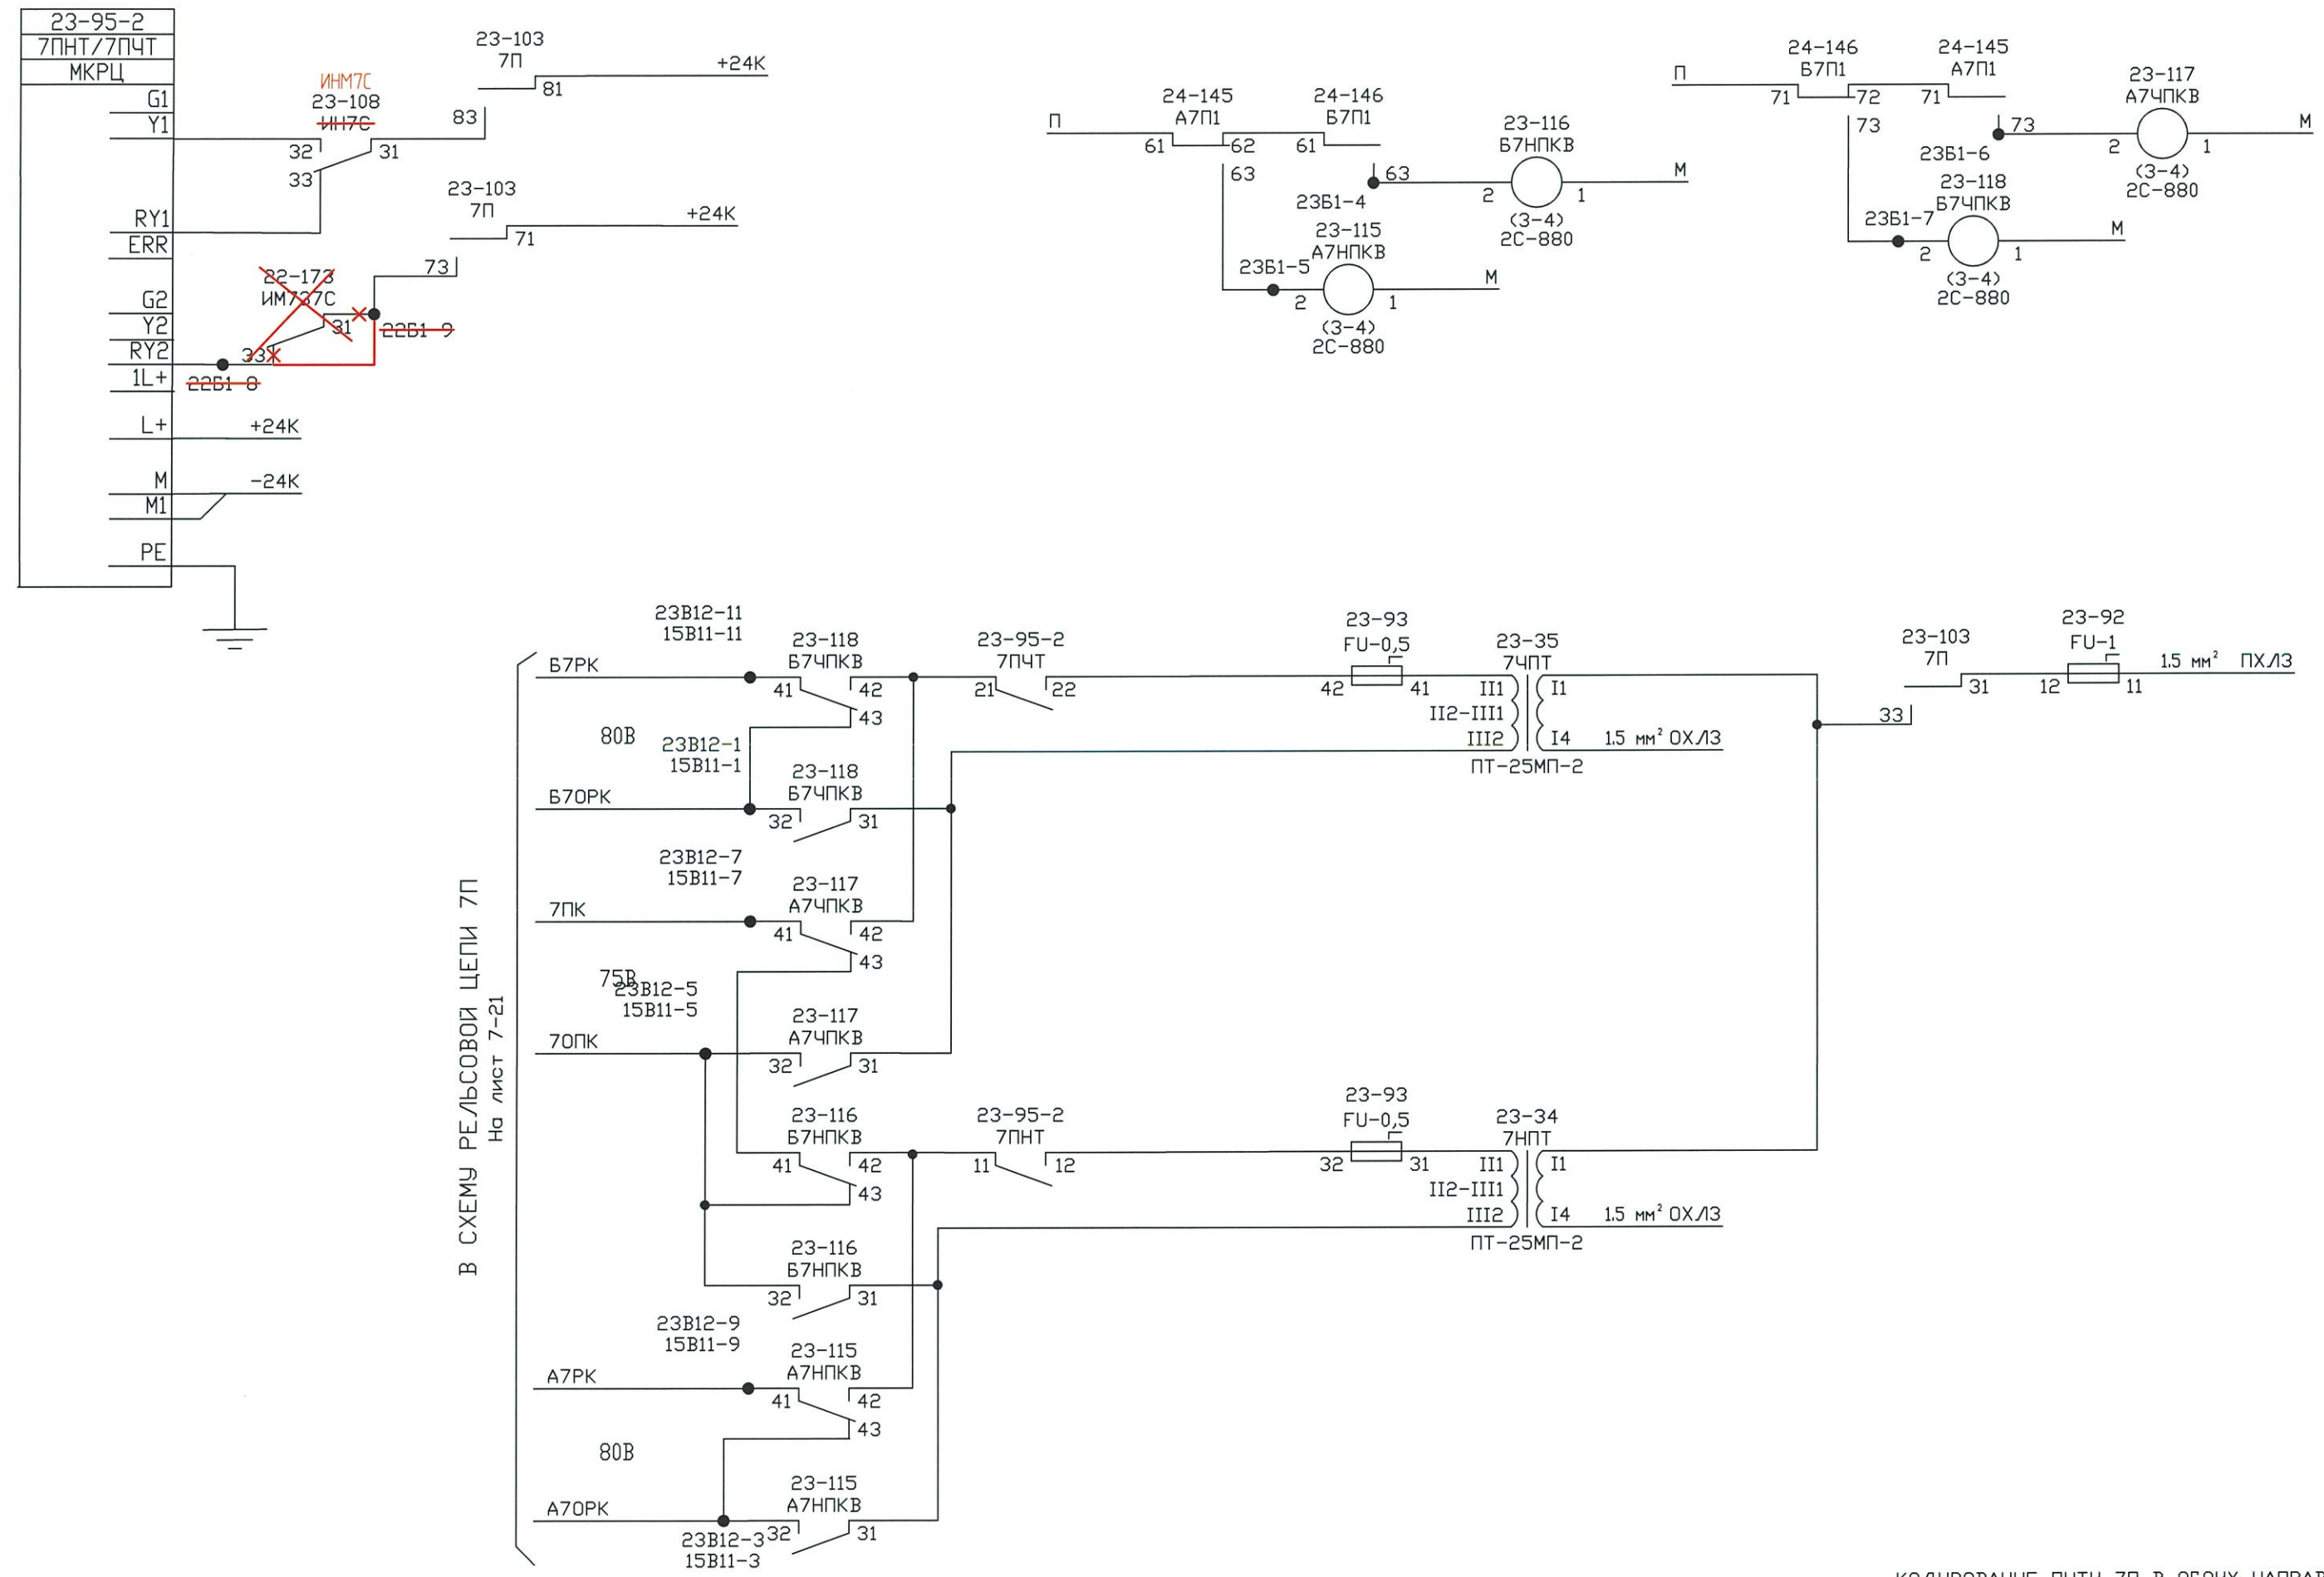 23-95-2
7ПНТ/7ПЧТ
МКРЦ
G1
Y1
RY1
ERR
G2
Y2
RY2
1L+
L+
M
M1
PE
ИНМ7С
23-108
ИН7С
32
31
33
23-103
7П
+24К
81
83
23-103
7П
+24К
71
73
22-173
ИМ737С
31
33
22Б1-9
22Б1-8
+24К
-24К
П
24-145
А7П1
61
62
63
24-146
Б7П1
61
63
23Б1-4
23-116
Б7НПКВ
2
1
М
(3-4)
2С-880
23Б1-5
23-115
А7НПКВ
2
1
М
(3-4)
2С-880
П
24-146
Б7П1
71
72
73
24-145
А7П1
71
73
23Б1-6
23-117
А7ЧПКВ
2
1
М
(3-4)
2С-880
23Б1-7
23-118
Б7ЧПКВ
2
1
М
(3-4)
2С-880
В СХЕМУ РЕЛЬСОВОЙ ЦЕПИ 7П
На лист 7-21
Б7РК
23В12-11
15В11-11
23-118
Б7ЧПКВ
41
42
43
23-95-2
7ПЧТ
21
22
23-93
FU-0,5
42
41
23-35
7ЧПТ
II1
II2-III1
III2
I1
I4
1.5 мм² ОХЛЗ
ПТ-25МП-2
23-103
7П
31
33
23-92
FU-1
12
11
1.5 мм² ПХЛЗ
80В
23В12-1
15В11-1
Б7ОРК
23-118
Б7ЧПКВ
32
31
23В12-7
15В11-7
7ПК
23-117
А7ЧПКВ
41
42
43
75В
23В12-5
15В11-5
7ОПК
23-117
А7ЧПКВ
32
31
23-116
Б7НПКВ
41
42
43
23-95-2
7ПНТ
11
12
23-93
FU-0,5
32
31
23-34
7НПТ
II1
II2-III1
III2
I1
I4
1.5 мм² ОХЛЗ
ПТ-25МП-2
23-116
Б7НПКВ
32
31
23В12-9
15В11-9
А7РК
23-115
А7НПКВ
41
42
43
80В
А7ОРК
23-115
А7НПКВ
32
31
23В12-3
15В11-3
КОДИРОВАНИЕ ПУТИ 7П В ОБОИХ